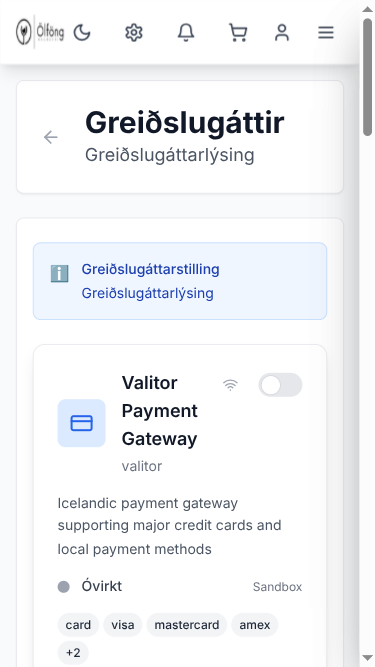 Ölföng
Greiðslugáttir
Greiðslugáttarlýsing
Greiðslugáttarstilling
Greiðslugáttarlýsing
Valitor
Payment
Gateway
valitor
Icelandic payment gateway
supporting major credit cards and
local payment methods
Óvirkt
Sandbox
card visa mastercard amex
+2